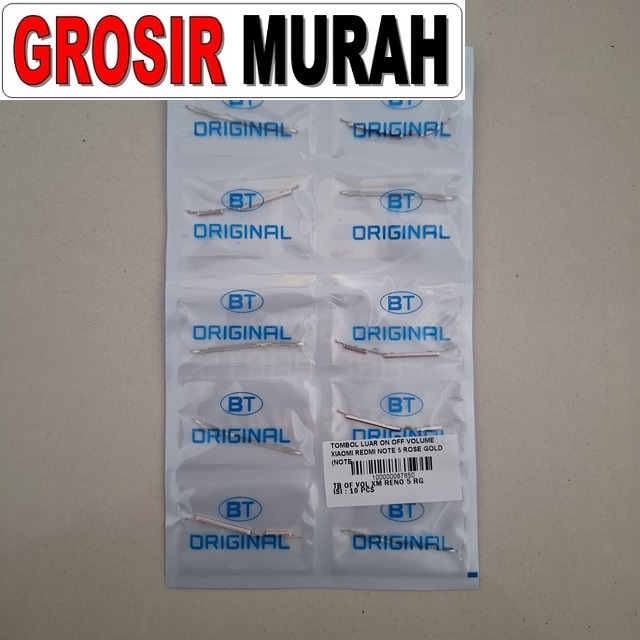 GROSIR MURAH
BT BT
ORIGINAL ORIGINAL
BT BT
ORIGINAL ORIGINAL
BT BT
ORIGINAL ORIGINAL
BT BT
ORIGINAL
TOMBOL LUAR ON OFF VOLUME
XIAOMI REDMI NOTE 5 ROSE GOLD
(NOTE
100000067650
TB OF VOL XM RENO 5 RG
ISI : 10 PCS
BT BT
ORIGINAL ORIGINAL